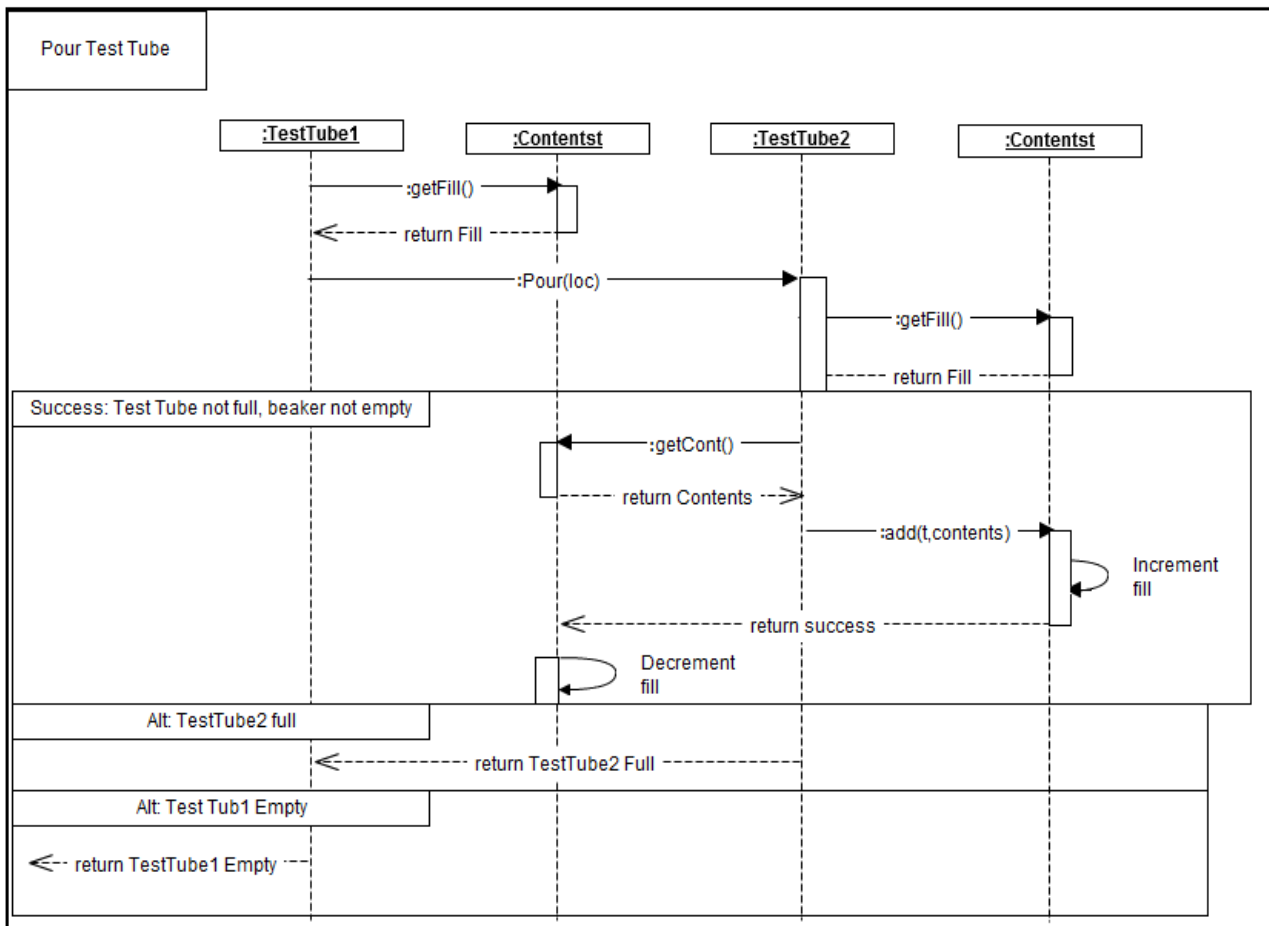 Pour Test Tube
:TestTube1
:Contentst
:TestTube2
:Contentst
:getFill()
return Fill
:Pour(loc)
:getFill()
return Fill
Success: Test Tube not full, beaker not empty
:getCont()
return Contents
:add(t,contents)
Increment
fill
return success
Decrement
fill
Alt: TestTube2 full
return TestTube2 Full
Alt: Test Tub1 Empty
return TestTube1 Empty